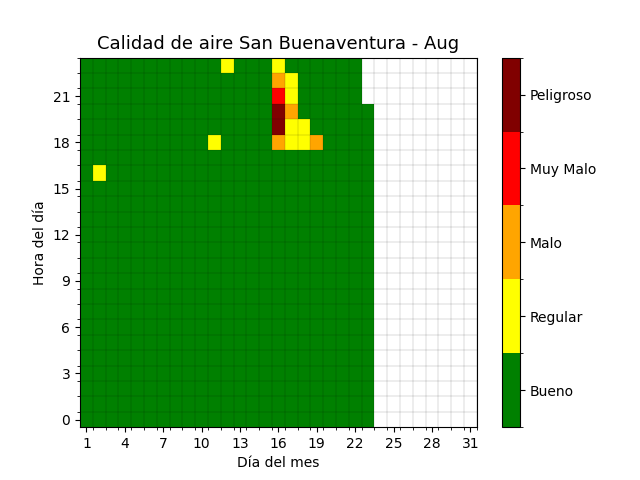 Calidad de aire San Buenaventura - Aug
Peligroso
Muy Malo
Malo
Regular
Bueno
Hora del día
21
18
15
12
9
6
3
0
1 4 7 10 13 16 19 22 25 28 31
Día del mes